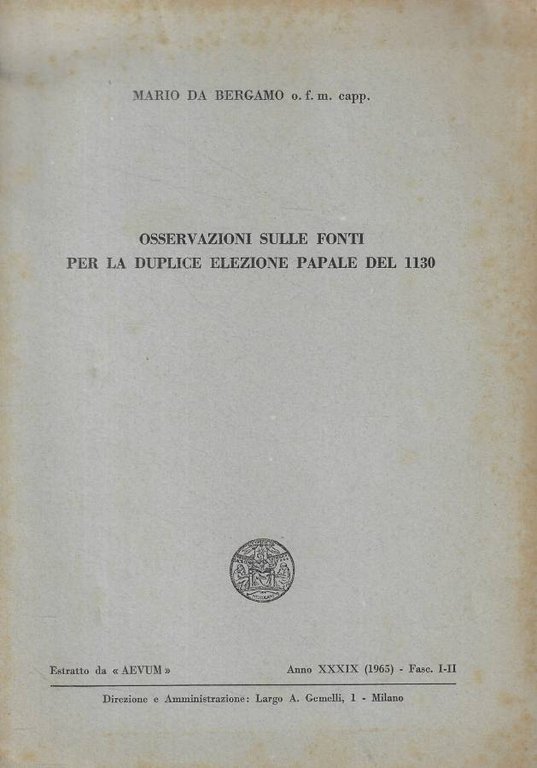 MARIO DA BERGAMO o. f. m. capp.
OSSERVAZIONI SULLE FONTI
PER LA DUPLICE ELEZIONE PAPALE DEL 1130
Estratto da « AEVUM » Anno XXXIX (1965) - Fasc. I-II
Direzione e Amministrazione: Largo A. Gemelli, 1 - Milano